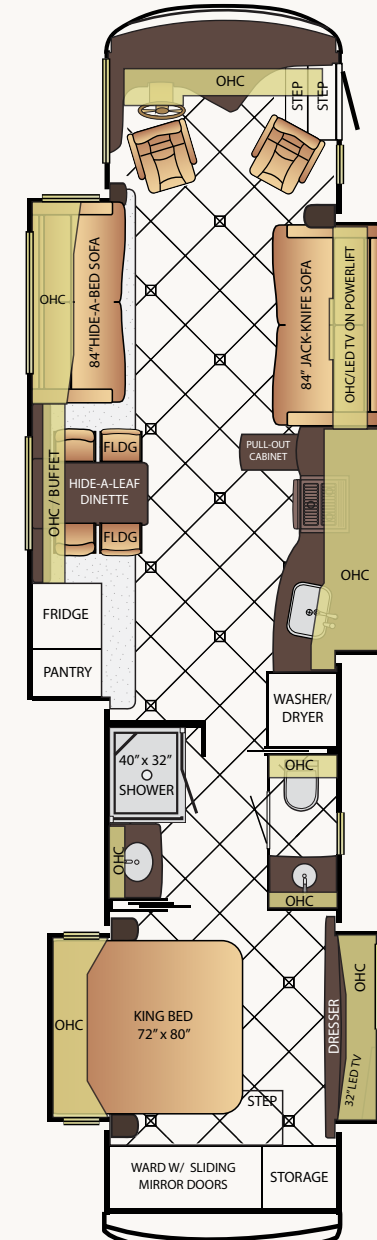 OHC
STEP
STEP
OHC
84" HIDE-A-BED SOFA
84" JACK-KNIFE SOFA
OHC/LED TV ON POWERLIFT
OHC / BUFFET
FLDG
HIDE-A-LEAF
DINETTE
FLDG
PULL-OUT
CABINET
OHC
FRIDGE
PANTRY
WASHER/
DRYER
40" x 32"
SHOWER
OHC
OHC
OHC
OHC
KING BED
72" x 80"
DRESSER
OHC
32" LED TV
STEP
WARD W/ SLIDING
MIRROR DOORS
STORAGE